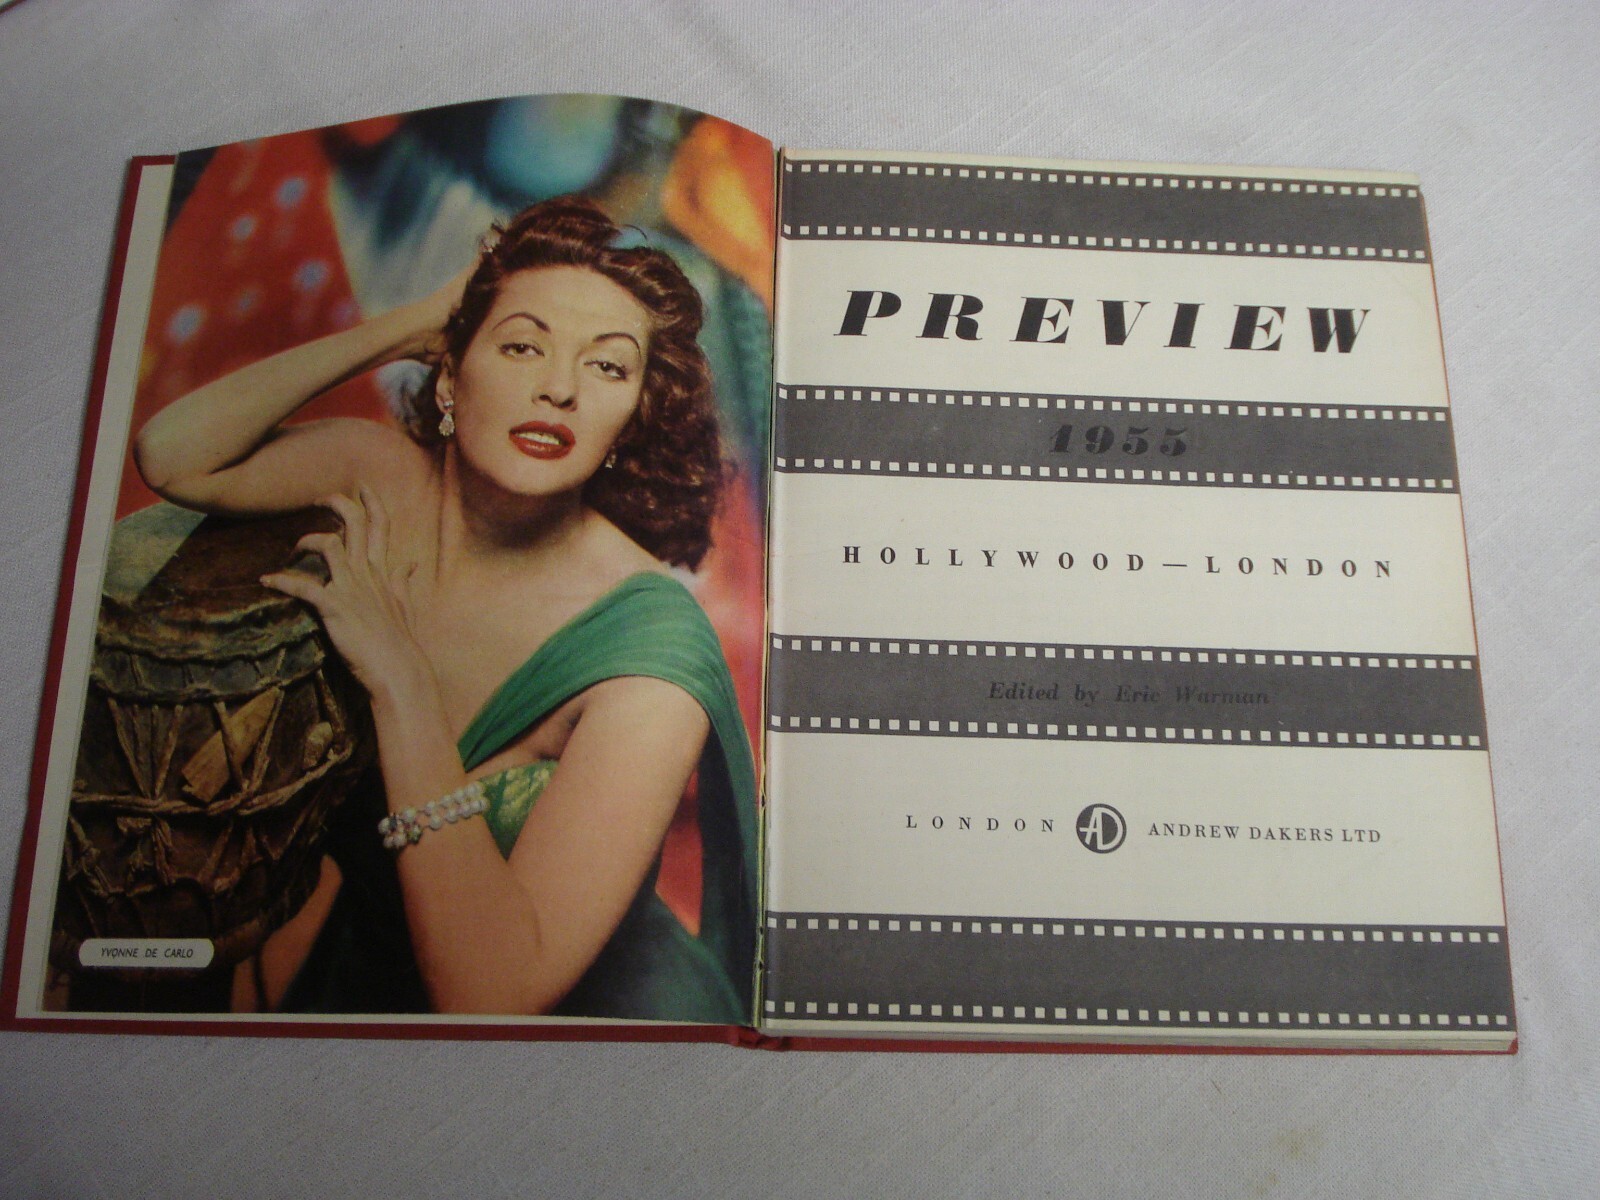 YVONNE DE CARLO
PREVIEW
1955
HOLLYWOOD — LONDON
Edited by Eric Warman
LONDON AD ANDREW DAKERS LTD